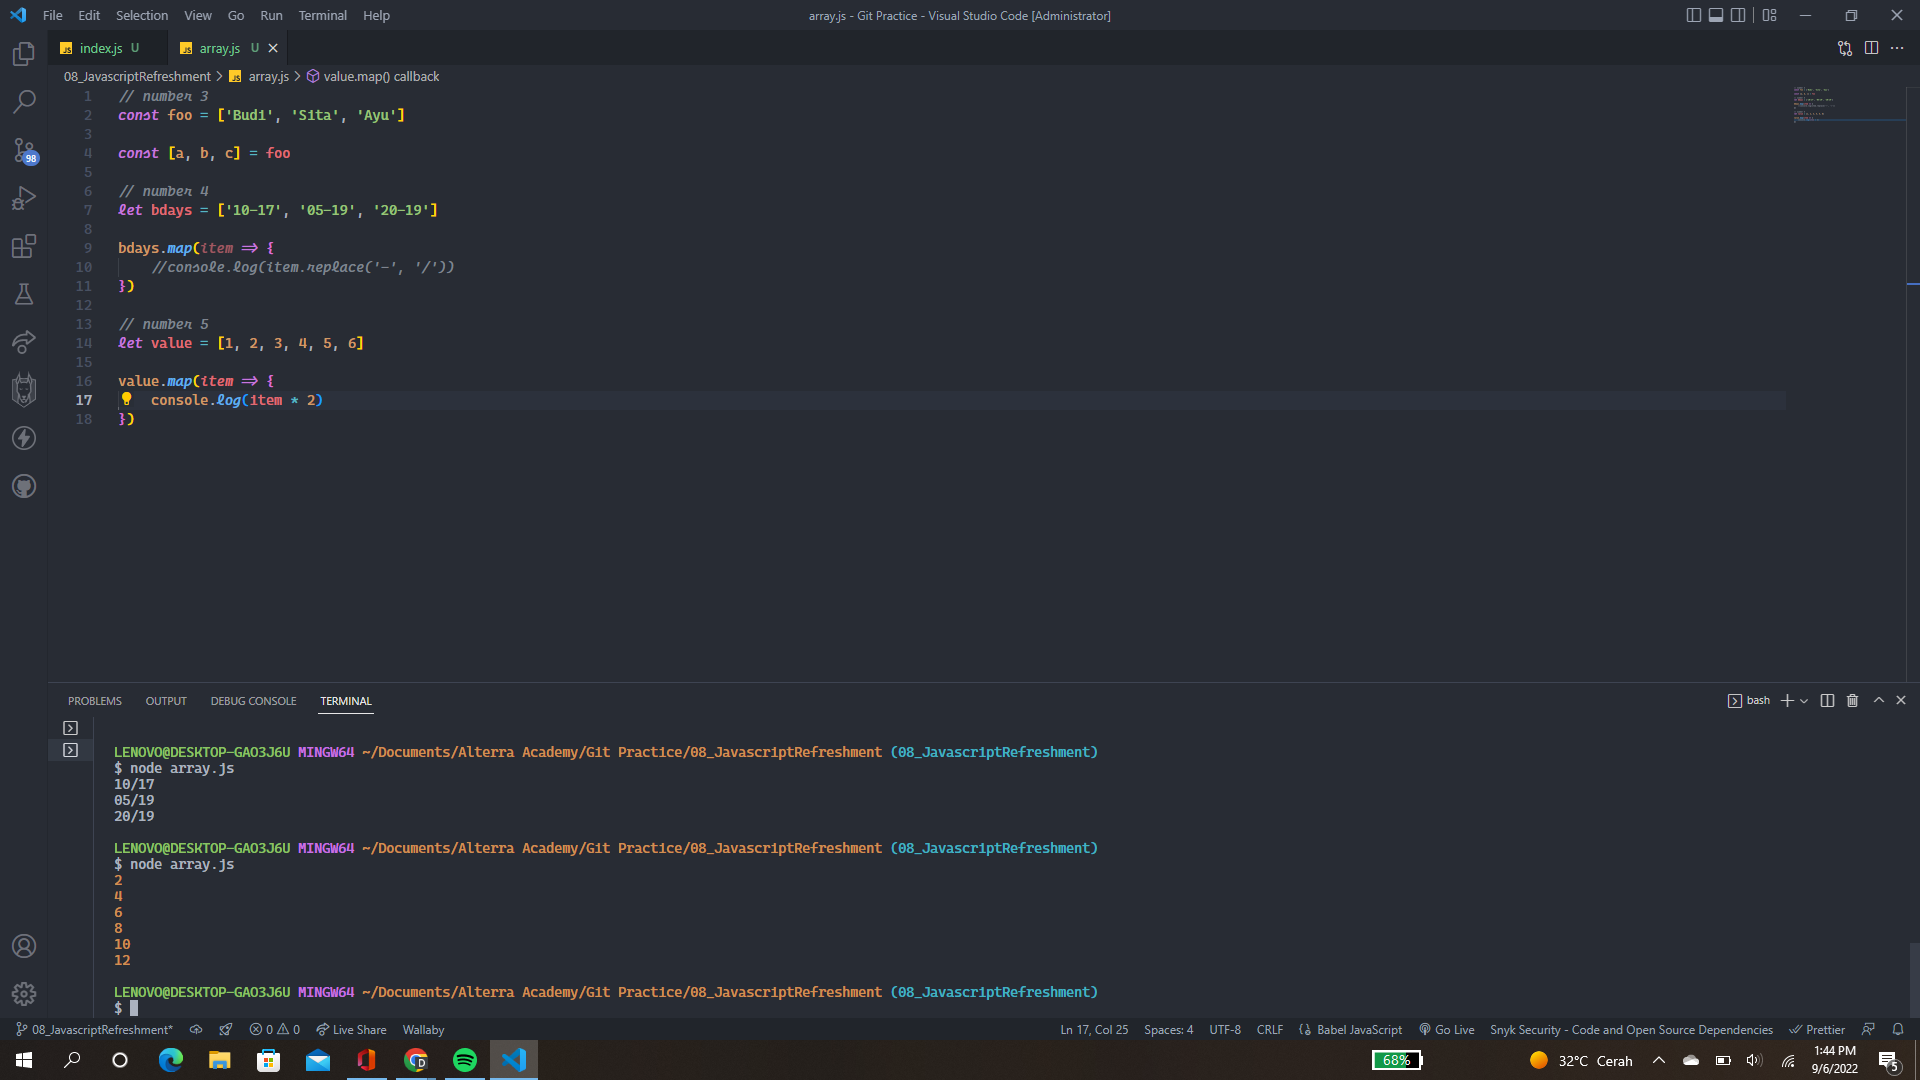 File Edit Selection View Go Run Terminal Help
array.js - Git Practice - Visual Studio Code [Administrator]
index.js U
array.js U
08_JavascriptRefreshment > array.js > value.map() callback
1 // number 3
2 const foo = ['Budi', 'Sita', 'Ayu']
3
4 const [a, b, c] = foo
5
6 // number 4
7 let bdays = ['10-17', '05-19', '20-19']
8
9 bdays.map(item => {
10 //console.log(item.replace('-', '/'))
11 })
12
13 // number 5
14 let value = [1, 2, 3, 4, 5, 6]
15
16 value.map(item => {
17 console.log(item * 2)
18 })
98
PROBLEMS OUTPUT DEBUG CONSOLE TERMINAL
bash
LENOVO@DESKTOP-GAO3J6U MINGW64 ~/Documents/Alterra Academy/Git Practice/08_JavascriptRefreshment (08_JavascriptRefreshment)
$ node array.js
10/17
05/19
20/19
LENOVO@DESKTOP-GAO3J6U MINGW64 ~/Documents/Alterra Academy/Git Practice/08_JavascriptRefreshment (08_JavascriptRefreshment)
$ node array.js
2
4
6
8
10
12
LENOVO@DESKTOP-GAO3J6U MINGW64 ~/Documents/Alterra Academy/Git Practice/08_JavascriptRefreshment (08_JavascriptRefreshment)
$
08_JavascriptRefreshment* 0 0 Live Share Wallaby
Ln 17, Col 25 Spaces: 4 UTF-8 CRLF Babel JavaScript Go Live Snyk Security - Code and Open Source Dependencies Prettier
68% 32°C Cerah
1:44 PM
9/6/2022
5